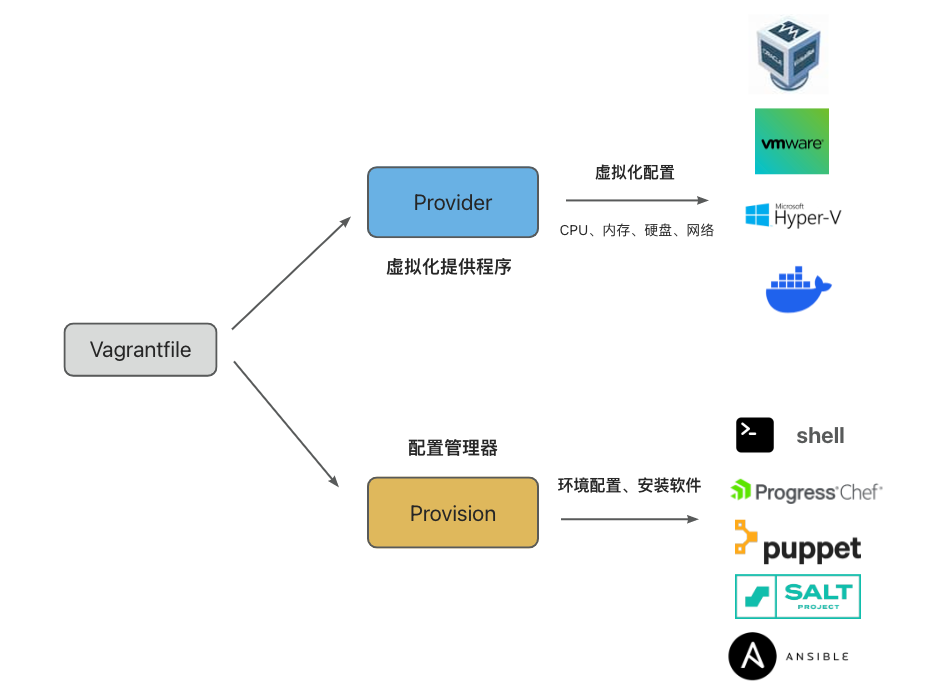 ORACLE
VirtualBox
vmware®
虚拟化配置
Provider
CPU、内存、硬盘、网络
Microsoft
Hyper-V
虚拟化提供程序
Vagrantfile
shell
配置管理器
环境配置、安装软件
Progress® Chef®
Provision
puppet
SALT
PROJECT
ANSIBLE